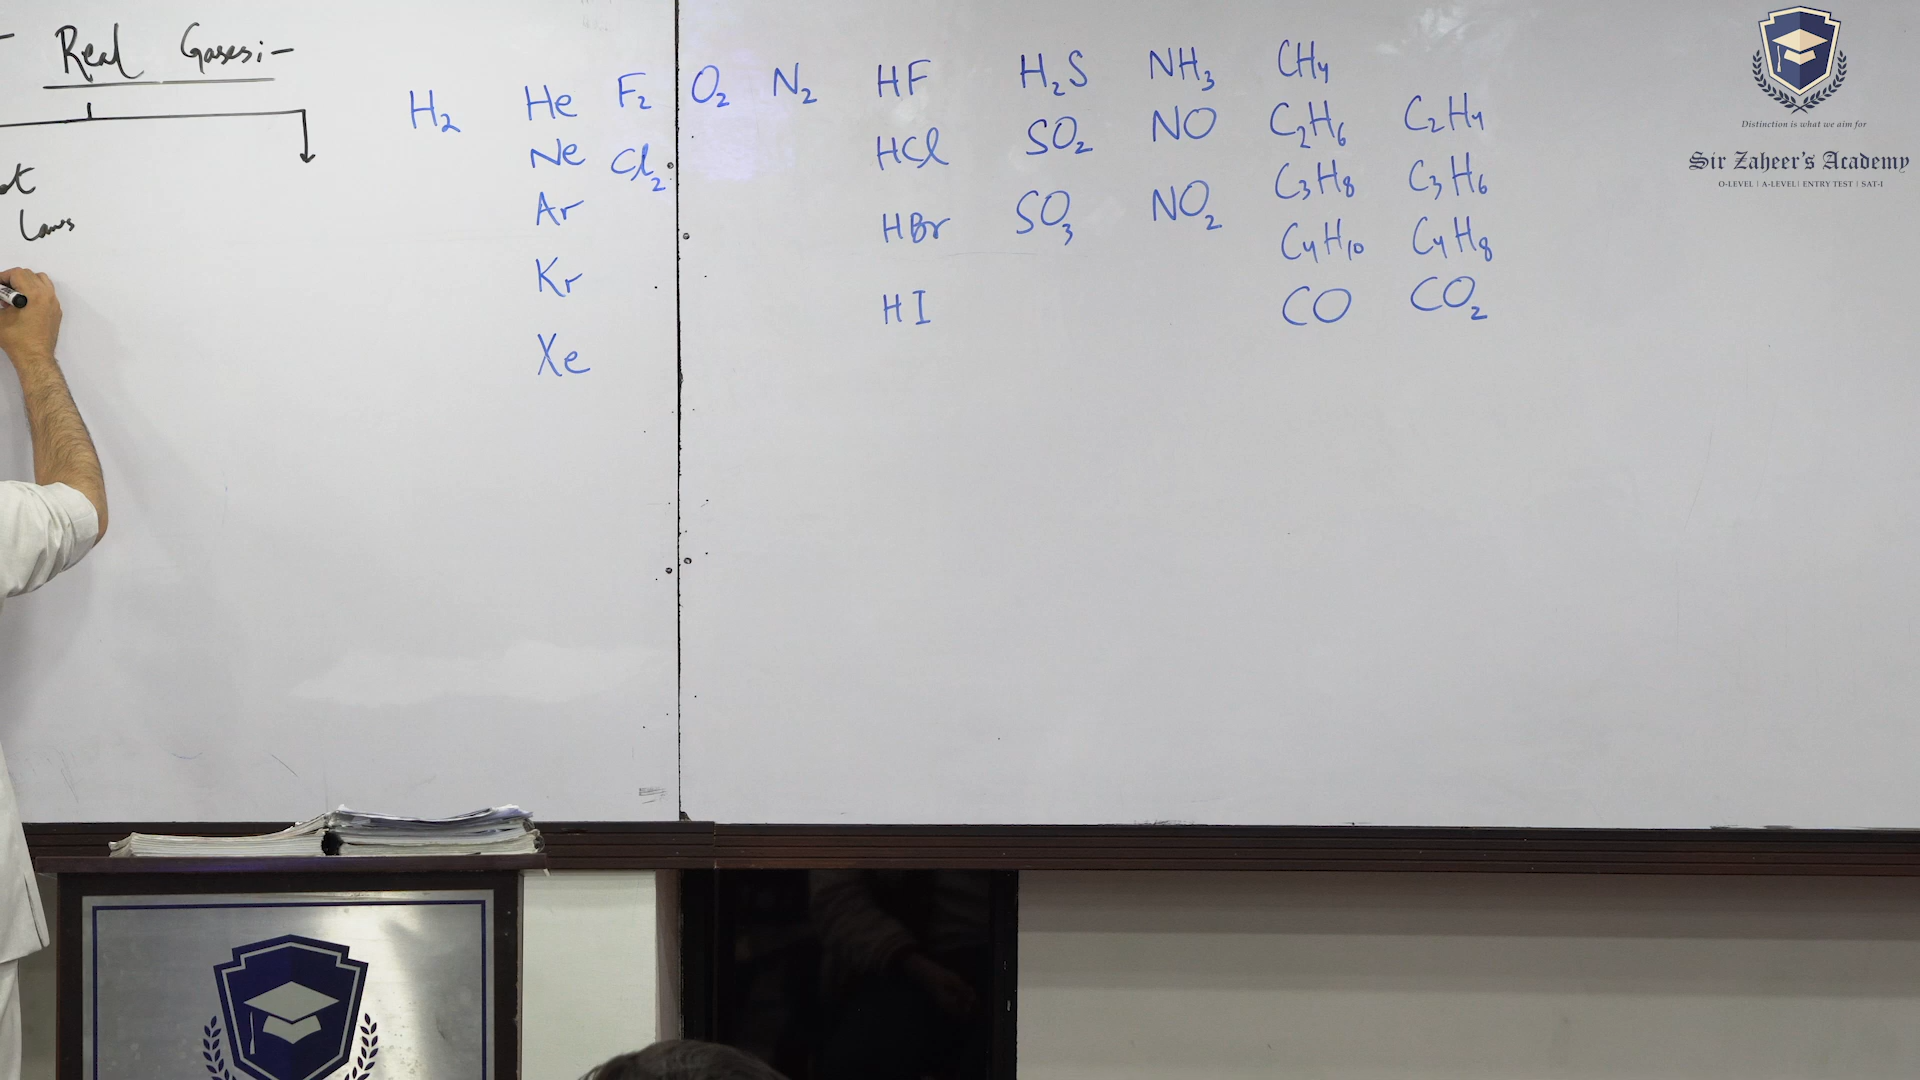 Real Gases:-
Laws
H₂ He F₂ O₂ N₂ HF H₂S NH₃ CH₄
Ne Cl₂ HCl SO₂ NO C₂H₆ C₂H₄
Ar HBr SO₃ NO₂ C₃H₈ C₃H₆
Kr HI C₄H₁₀ C₄H₈
Xe CO CO₂
Distinction is what we aim for
Sir Zaheer's Academy
O-LEVEL | A-LEVEL | ENTRY TEST | SAT-I